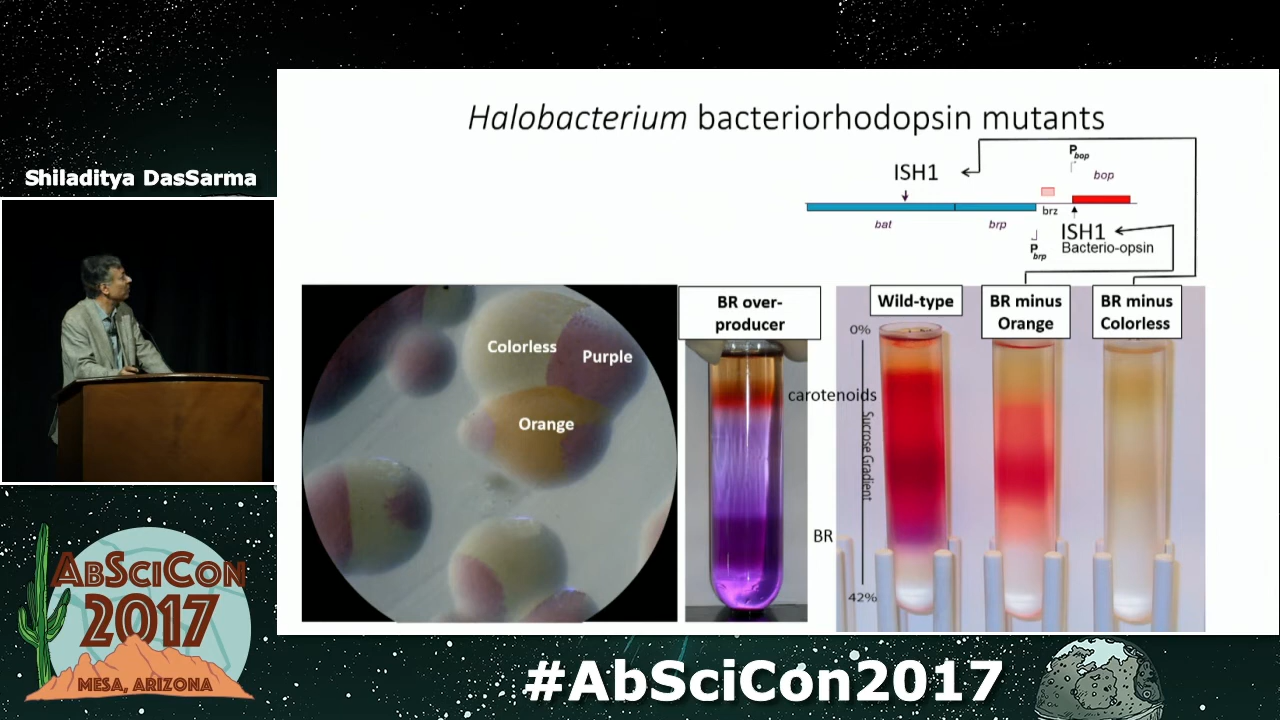 Shiladitya DasSarma
Halobacterium bacteriorhodopsin mutants
ISH1
Pbop
bop
bat
brp
brz
Pbrp
ISH1
Bacterio-opsin
Colorless
Purple
Orange
BR over-
producer
Wild-type
BR minus
Orange
BR minus
Colorless
0%
carotenoids
Sucrose Gradient
BR
42%
ABSCICON
2017
MESA, ARIZONA
#AbSciCon2017